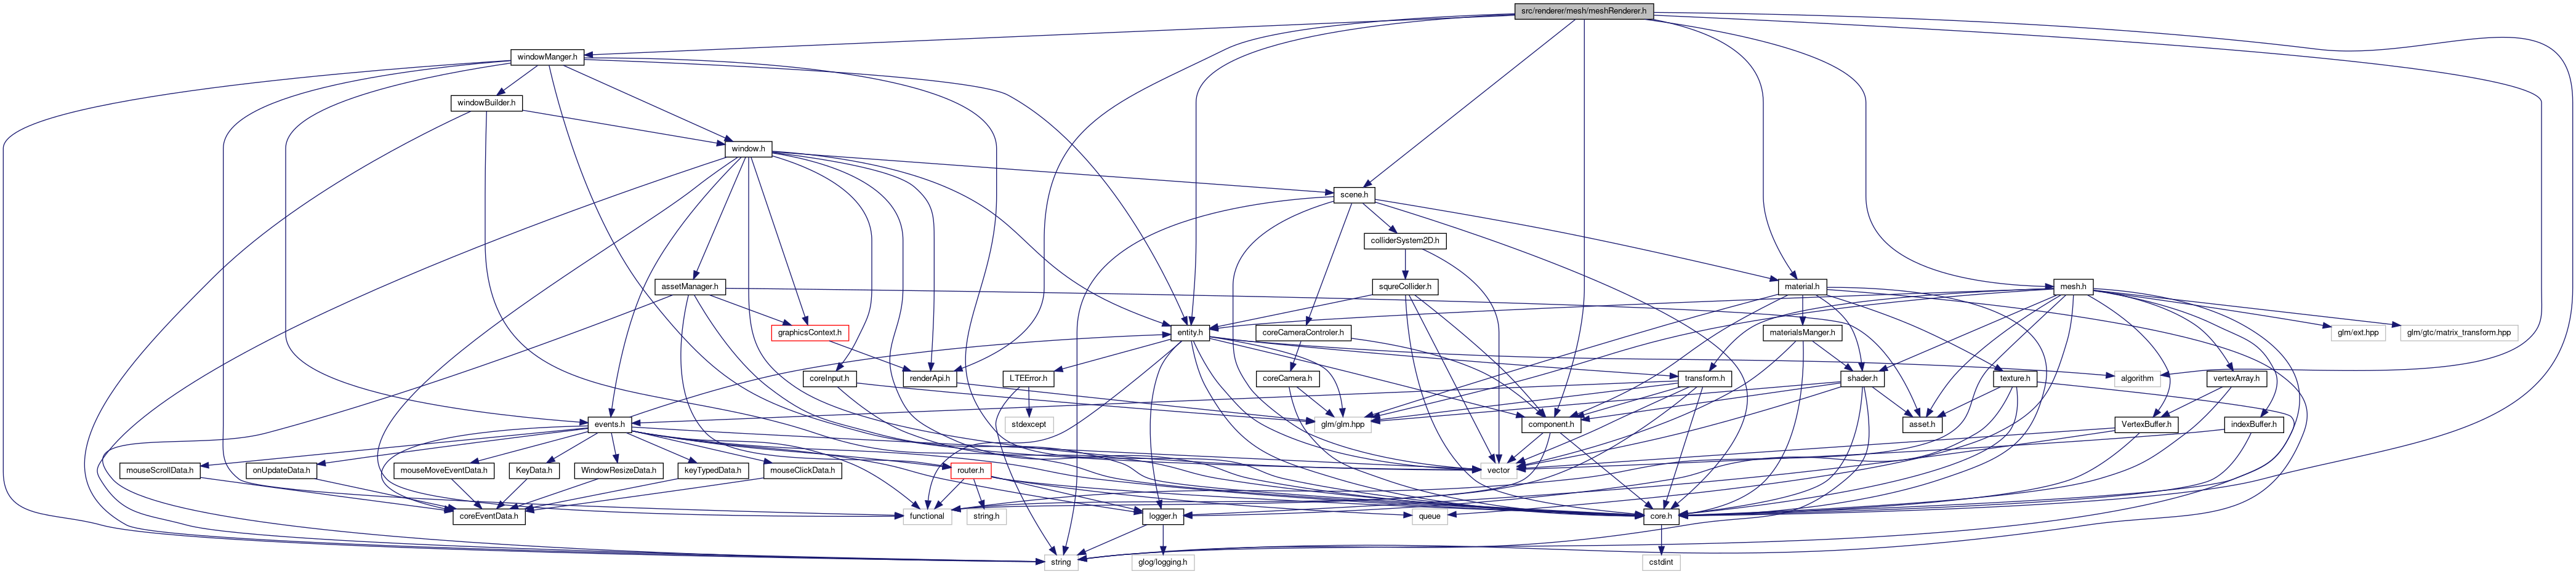 src/renderer/mesh/meshRenderer.h
windowManger.h
windowBuilder.h
window.h
scene.h
colliderSystem2D.h
assetManager.h
squreCollider.h
material.h
mesh.h
graphicsContext.h
entity.h
coreCameraControler.h
materialsManger.h
glm/ext.hpp
glm/gtc/matrix_transform.hpp
coreInput.h
renderApi.h
LTEError.h
coreCamera.h
transform.h
shader.h
texture.h
algorithm
vertexArray.h
events.h
stdexcept
glm/glm.hpp
component.h
asset.h
VertexBuffer.h
indexBuffer.h
mouseScrollData.h
onUpdateData.h
mouseMoveEventData.h
KeyData.h
WindowResizeData.h
keyTypedData.h
mouseClickData.h
router.h
vector
coreEventData.h
functional
string.h
logger.h
queue
core.h
string
glog/logging.h
cstdint